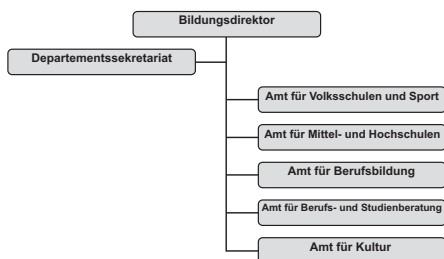 Bildungsdirektor
Departementssekretariat
Amt für Volksschulen und Sport
Amt für Mittel- und Hochschulen
Amt für Berufsbildung
Amt für Berufs- und Studienberatung
Amt für Kultur